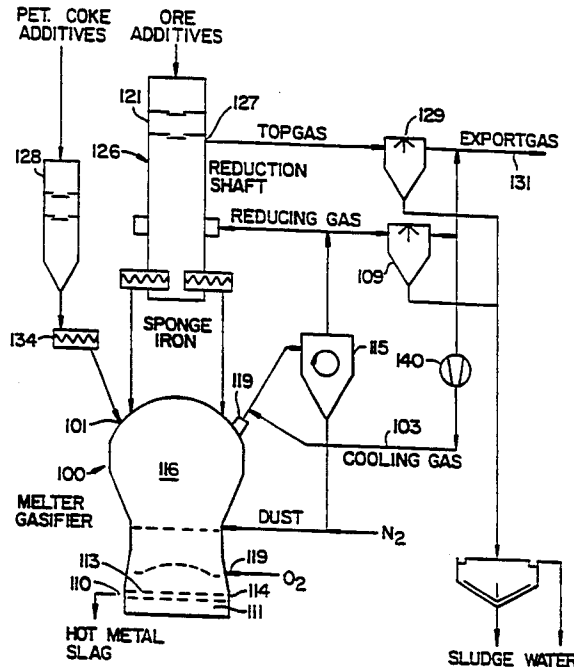 PET. COKE
ADDITIVES
ORE
ADDITIVES
121
127
129
TOPGAS
EXPORTGAS
131
126
REDUCTION
SHAFT
128
REDUCING GAS
109
SPONGE
IRON
134
115
140
119
101
103
COOLING GAS
100
116
MELTER
GASIFIER
DUST
N2
119
O2
113
110
114
111
HOT METAL
SLAG
SLUDGE WATER